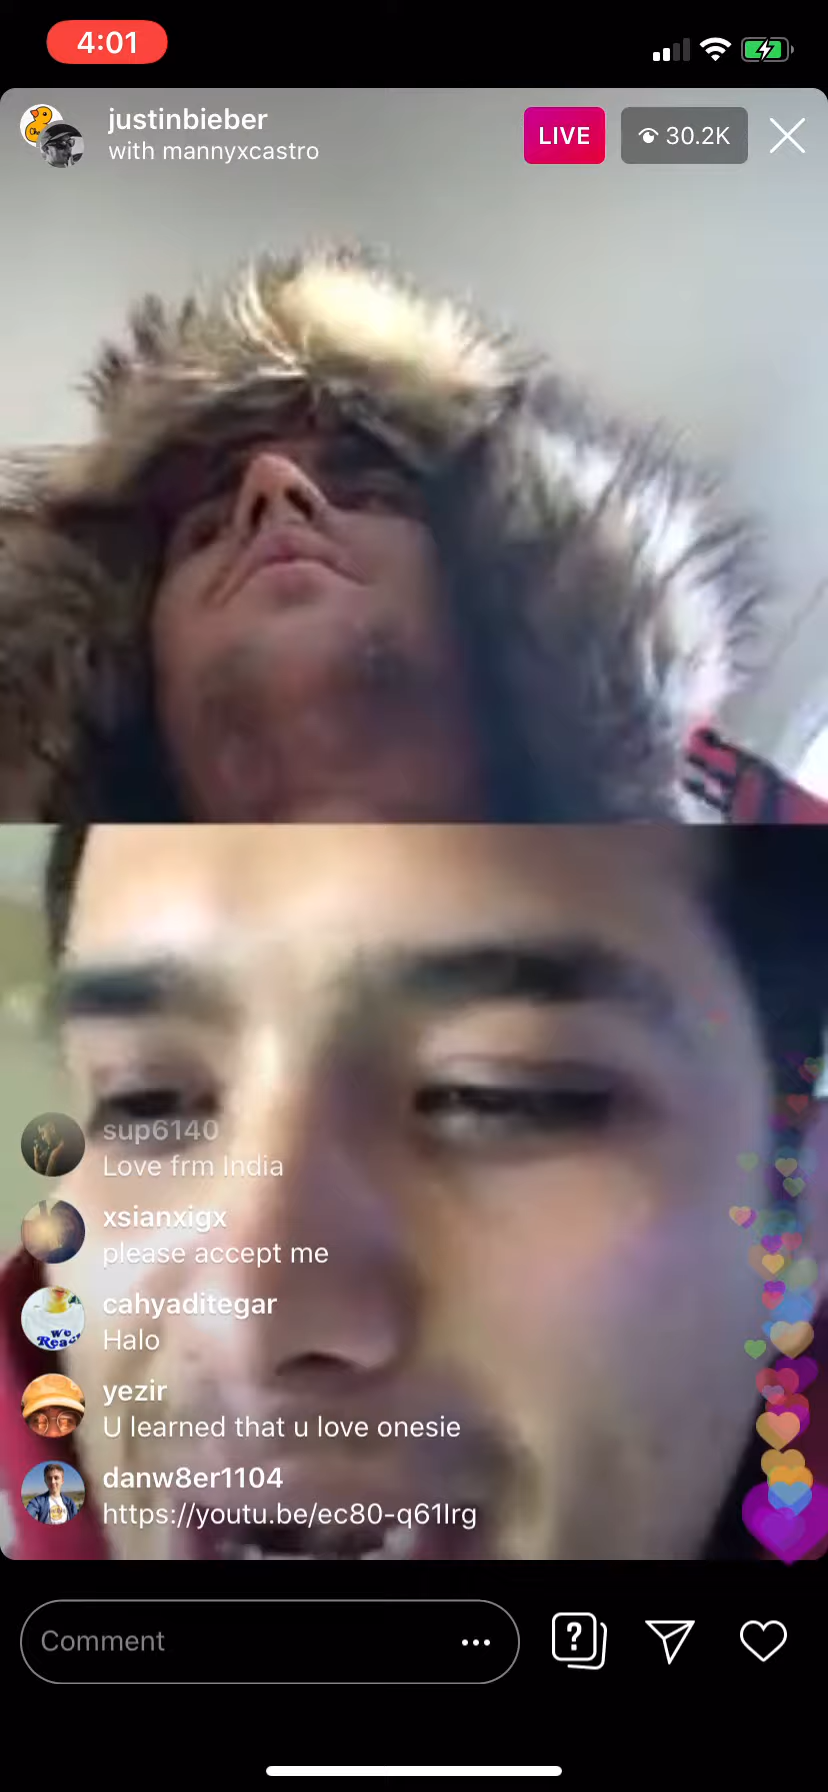 4:01
justinbieber
with mannyxcastro
LIVE
30.2K
sup6140
Love frm India
xsianxigx
please accept me
cahyaditegar
Halo
yezir
U learned that u love onesie
danw8er1104
https://youtu.be/ec80-q61lrg
Comment